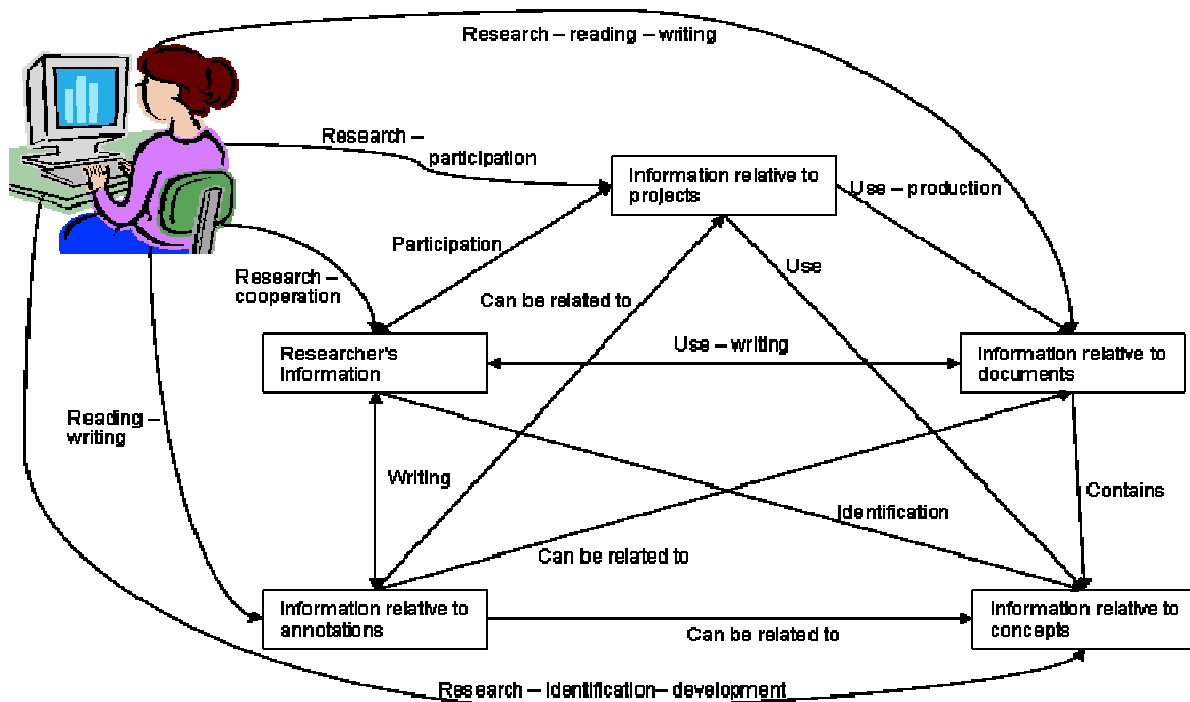 Research – reading – writing
Research –
participation
Information relative to
projects
Use – production
Participation
Use
Research –
cooperation
Can be related to
Researcher's
Information
Use – writing
Information relative to
documents
Reading –
writing
Writing
Contains
Identification
Can be related to
Information relative to
annotations
Can be related to
Information relative to
concepts
Research – Identification– development